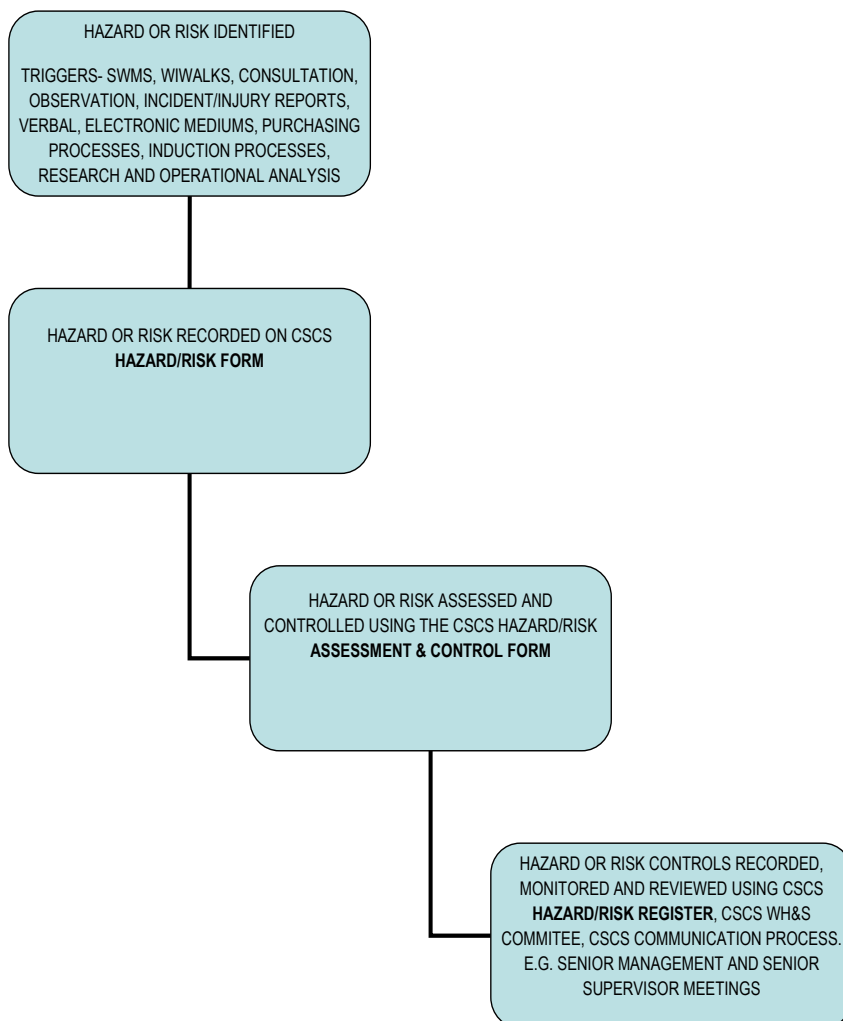 HAZARD OR RISK IDENTIFIED
TRIGGERS- SWMS, WIWALKS, CONSULTATION,
OBSERVATION, INCIDENT/INJURY REPORTS,
VERBAL, ELECTRONIC MEDIUMS, PURCHASING
PROCESSES, INDUCTION PROCESSES,
RESEARCH AND OPERATIONAL ANALYSIS
HAZARD OR RISK RECORDED ON CSCS
HAZARD/RISK FORM
HAZARD OR RISK ASSESSED AND
CONTROLLED USING THE CSCS HAZARD/RISK
ASSESSMENT & CONTROL FORM
HAZARD OR RISK CONTROLS RECORDED,
MONITORED AND REVIEWED USING CSCS
HAZARD/RISK REGISTER, CSCS WH&S
COMMITEE, CSCS COMMUNICATION PROCESS.
E.G. SENIOR MANAGEMENT AND SENIOR
SUPERVISOR MEETINGS